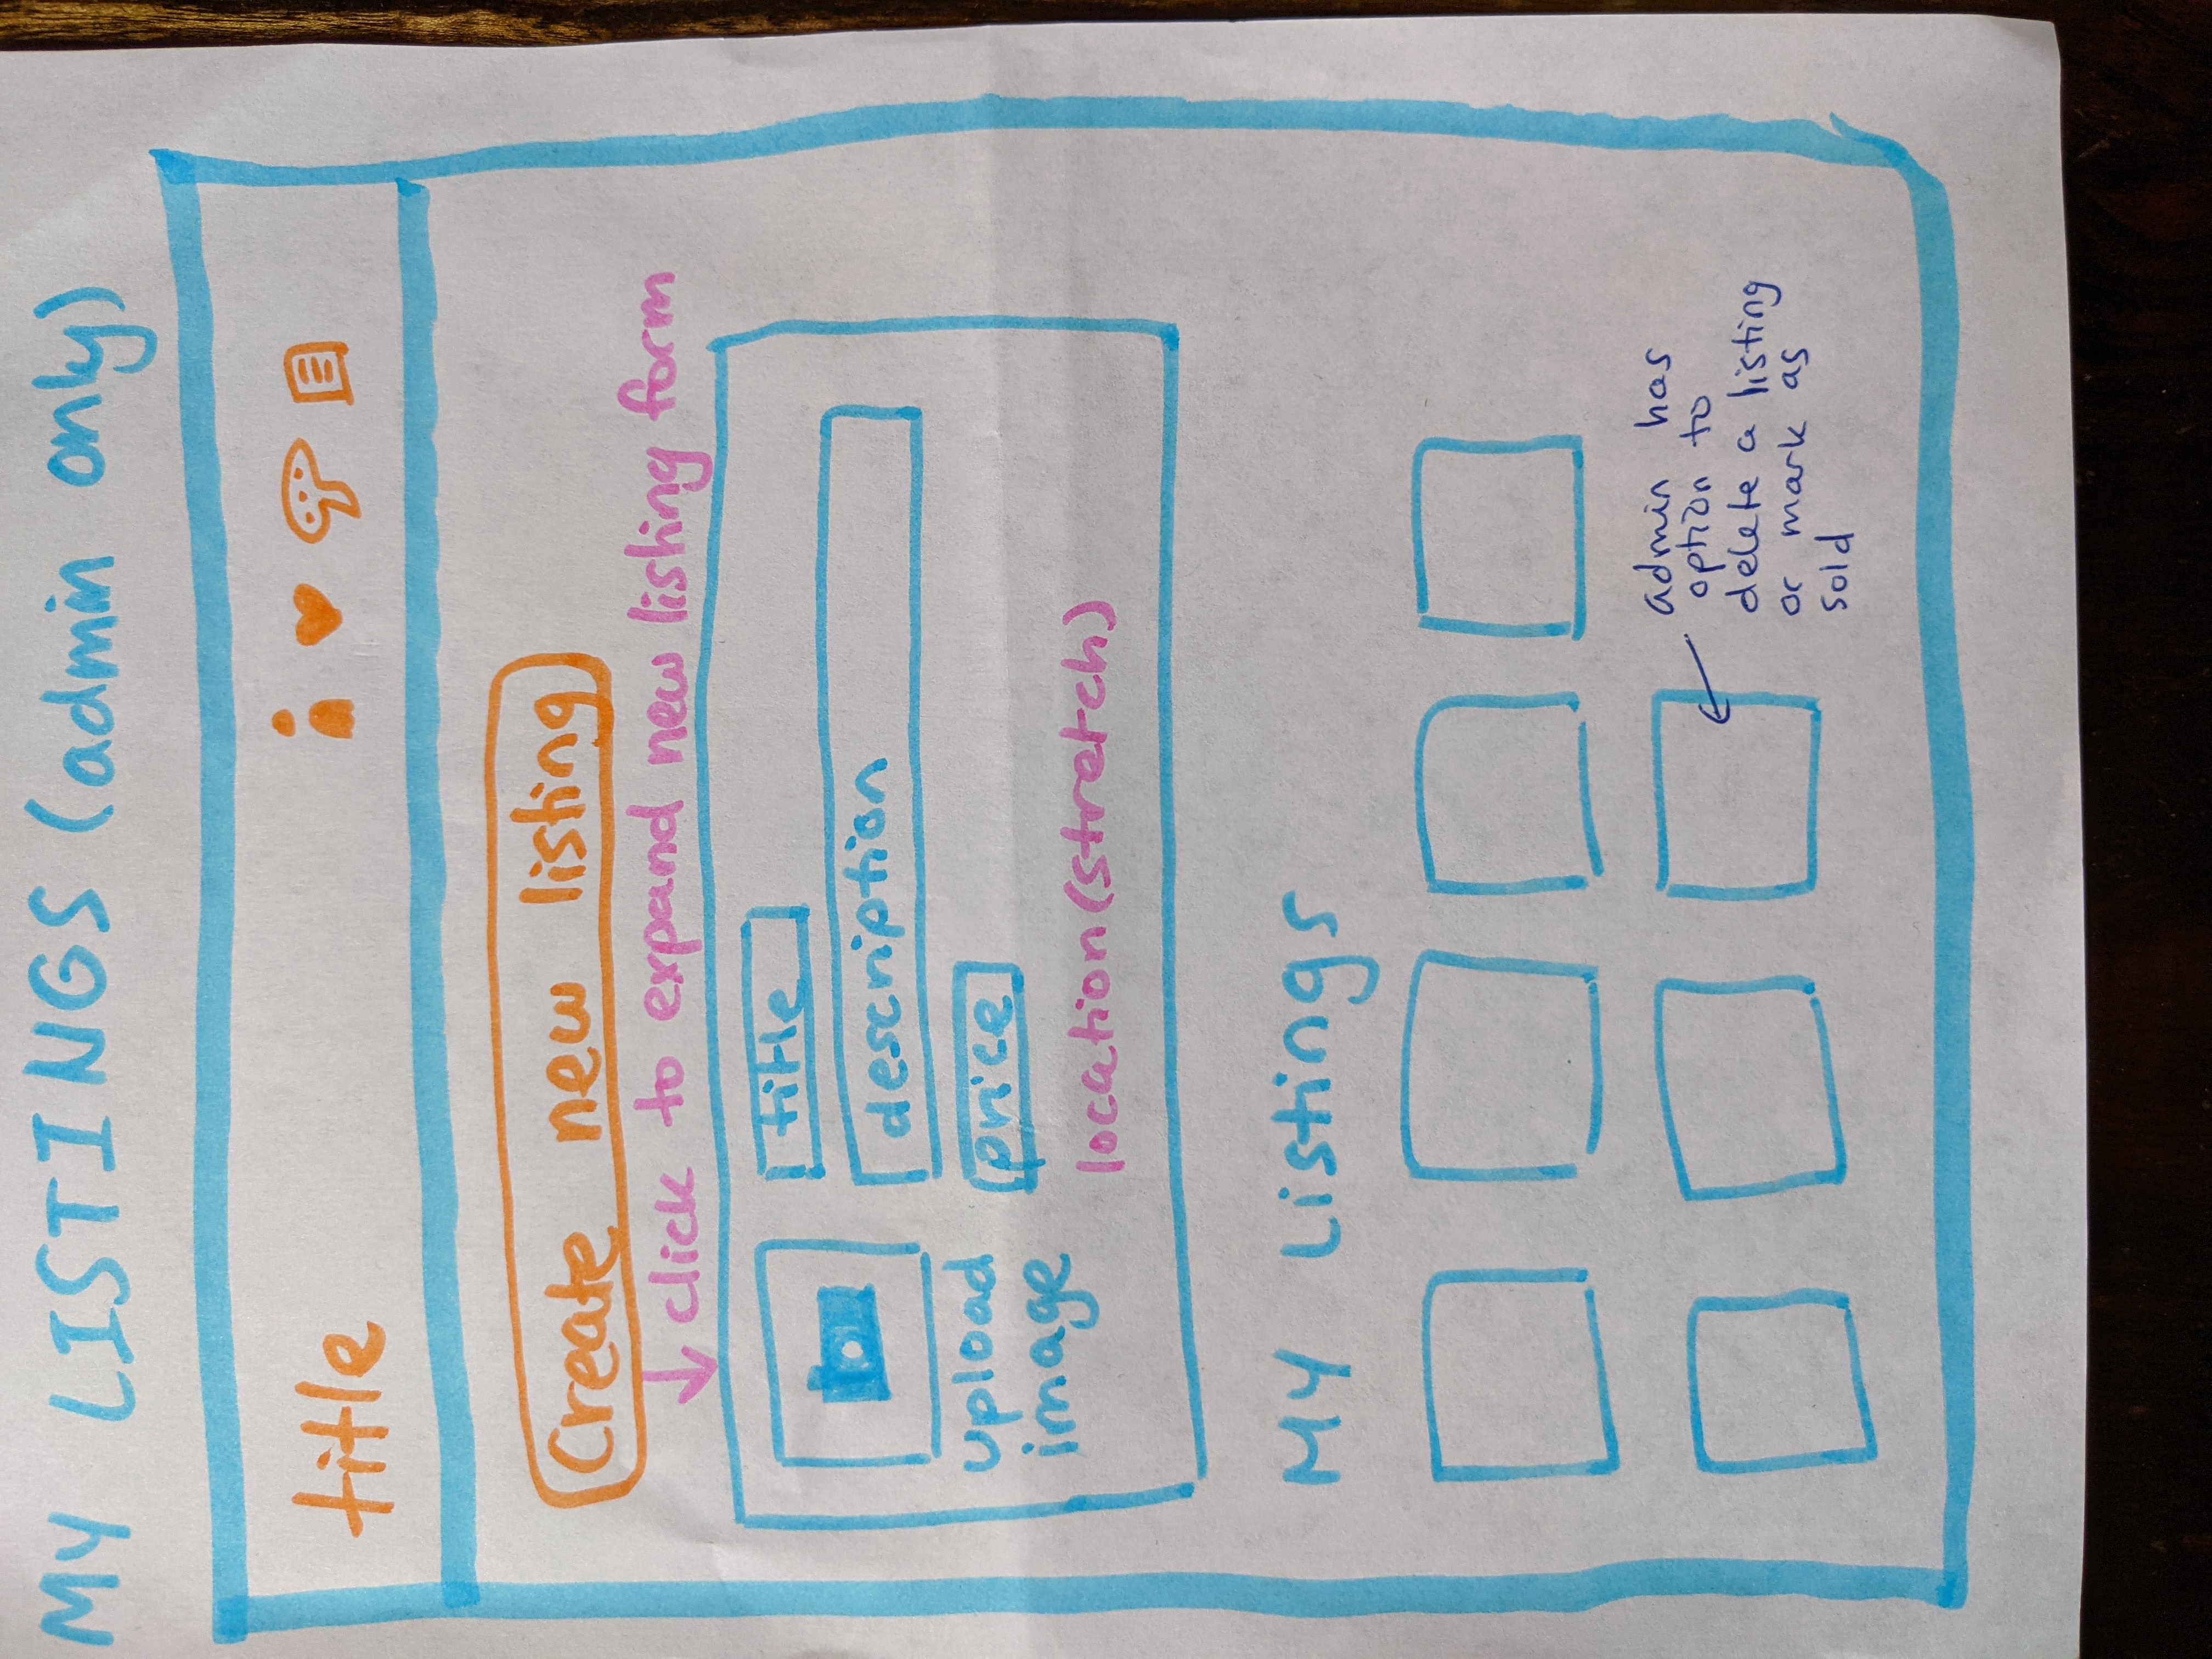 MY LISTINGS (admin only)
title
Create new listing
click to expand new listing form
title
description
upload
image
price
location (stretch)
MY Listings
admin has
option to
delete a listing
or mark as
sold